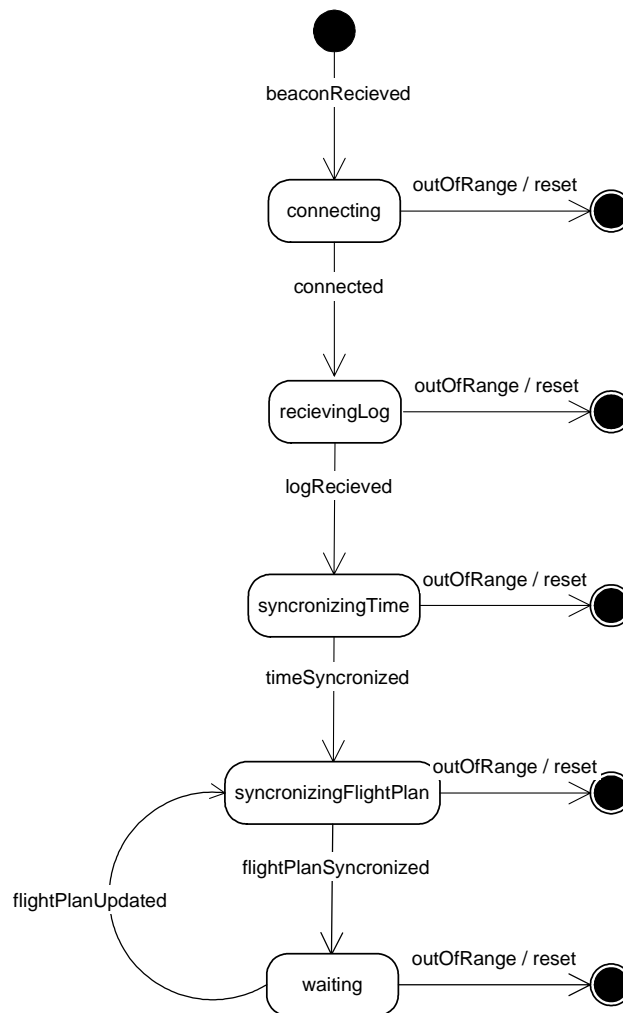 beaconRecieved
outOfRange / reset
connecting
connected
outOfRange / reset
recievingLog
logRecieved
outOfRange / reset
syncronizingTime
timeSyncronized
outOfRange / reset
syncronizingFlightPlan
flightPlanSyncronized
flightPlanUpdated
outOfRange / reset
waiting